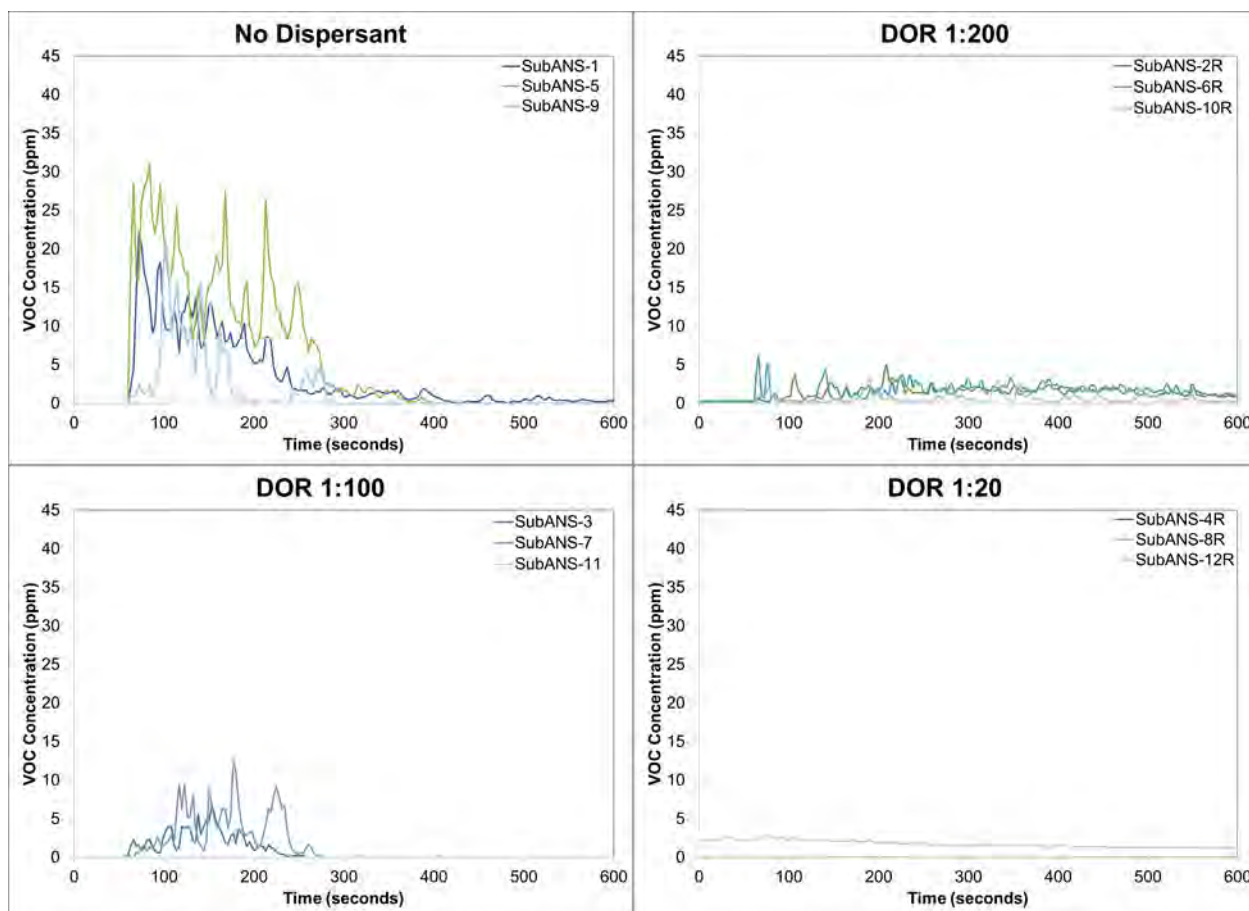 No Dispersant
45
40
35
30
25
20
15
10
5
0
VOC Concentration (ppm)
SubANS-1
SubANS-5
SubANS-9
0 100 200 300 400 500 600
Time (seconds)
DOR 1:200
45
40
35
30
25
20
15
10
5
0
VOC Concentration (ppm)
SubANS-2R
SubANS-6R
SubANS-10R
0 100 200 300 400 500 600
Time (seconds)
DOR 1:100
45
40
35
30
25
20
15
10
5
0
VOC Concentration (ppm)
SubANS-3
SubANS-7
SubANS-11
0 100 200 300 400 500 600
Time (seconds)
DOR 1:20
45
40
35
30
25
20
15
10
5
0
VOC Concentration (ppm)
SubANS-4R
SubANS-8R
SubANS-12R
0 100 200 300 400 500 600
Time (seconds)